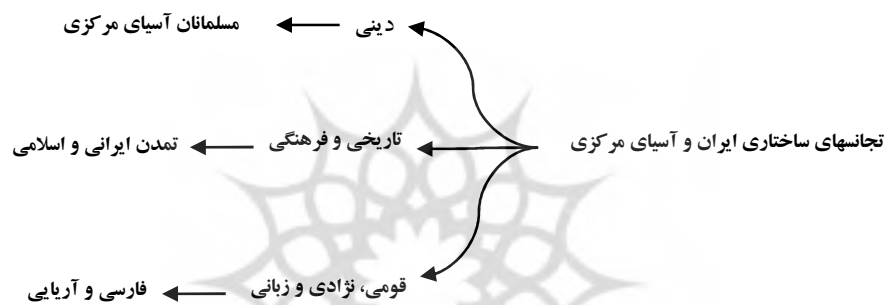 دینی
مسلمانان آسیای مرکزی
تجانسهای ساختاری ایران و آسیای مرکزی
تاریخی و فرهنگی
تمدن ایرانی و اسلامی
قومی، نژادی و زبانی
فارسی و آریایی